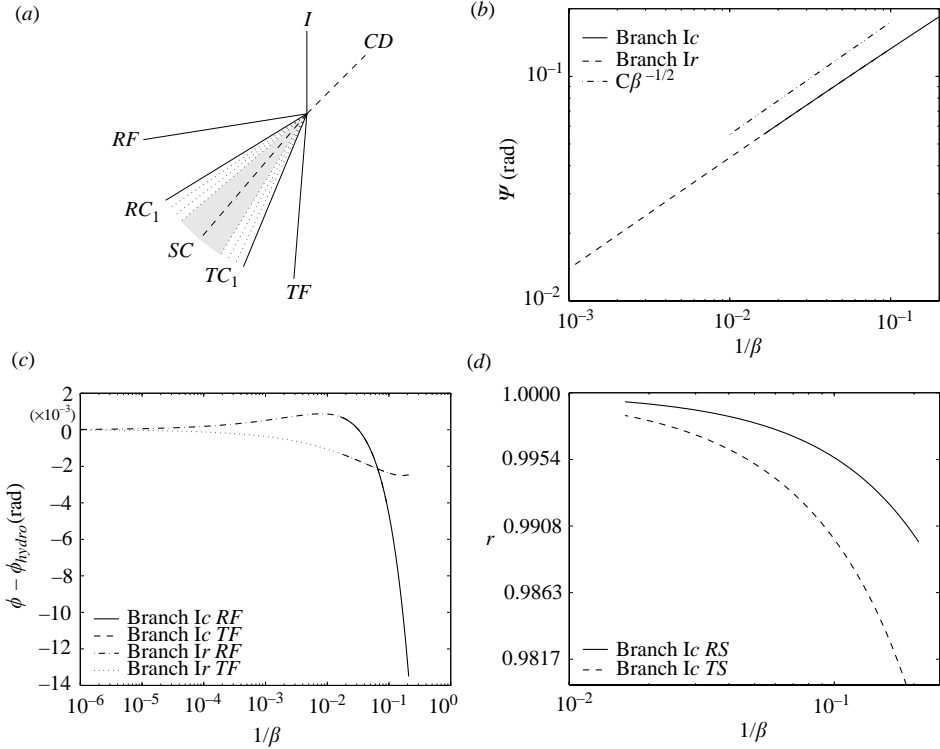 (a)
I
CD
RF
RC₁
SC
TC₁
TF
(b)
Branch Ic
Branch Ir
Cβ⁻¹/²
10⁻¹
Ψ (rad)
10⁻²
10⁻³
10⁻²
10⁻¹
1/β
(c)
2
(×10⁻³)
0
−2
−4
−6
−8
−10
−12
−14
ϕ − ϕhydro(rad)
Branch Ic RF
Branch Ic TF
Branch Ir RF
Branch Ir TF
10⁻⁶
10⁻⁵
10⁻⁴
10⁻³
10⁻²
10⁻¹
10⁰
1/β
(d)
1.0000
0.9954
0.9908
r
0.9863
0.9817
Branch Ic RS
Branch Ic TS
10⁻²
10⁻¹
1/β